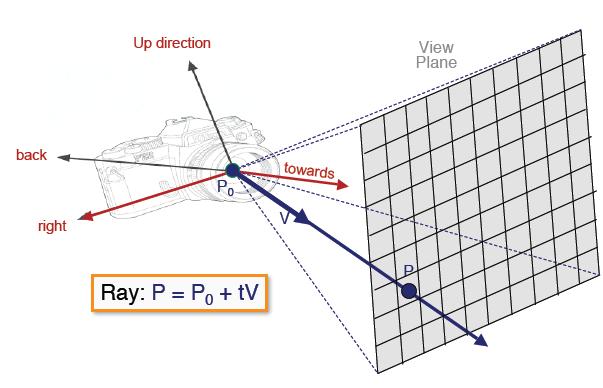 Up direction
View
Plane
back
towards
P₀
right
V
P
Ray: P = P₀ + tV